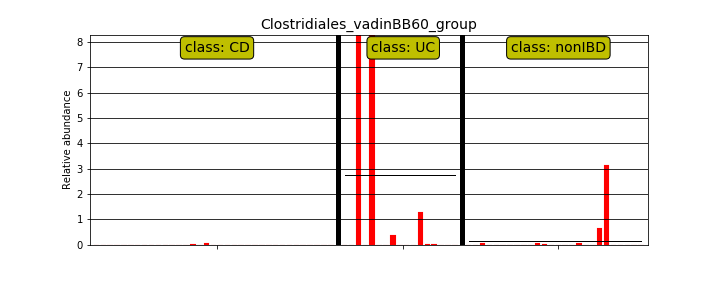 Clostridiales_vadinBB60_group
class: CD
class: UC
class: nonIBD
Relative abundance
8
7
6
5
4
3
2
1
0